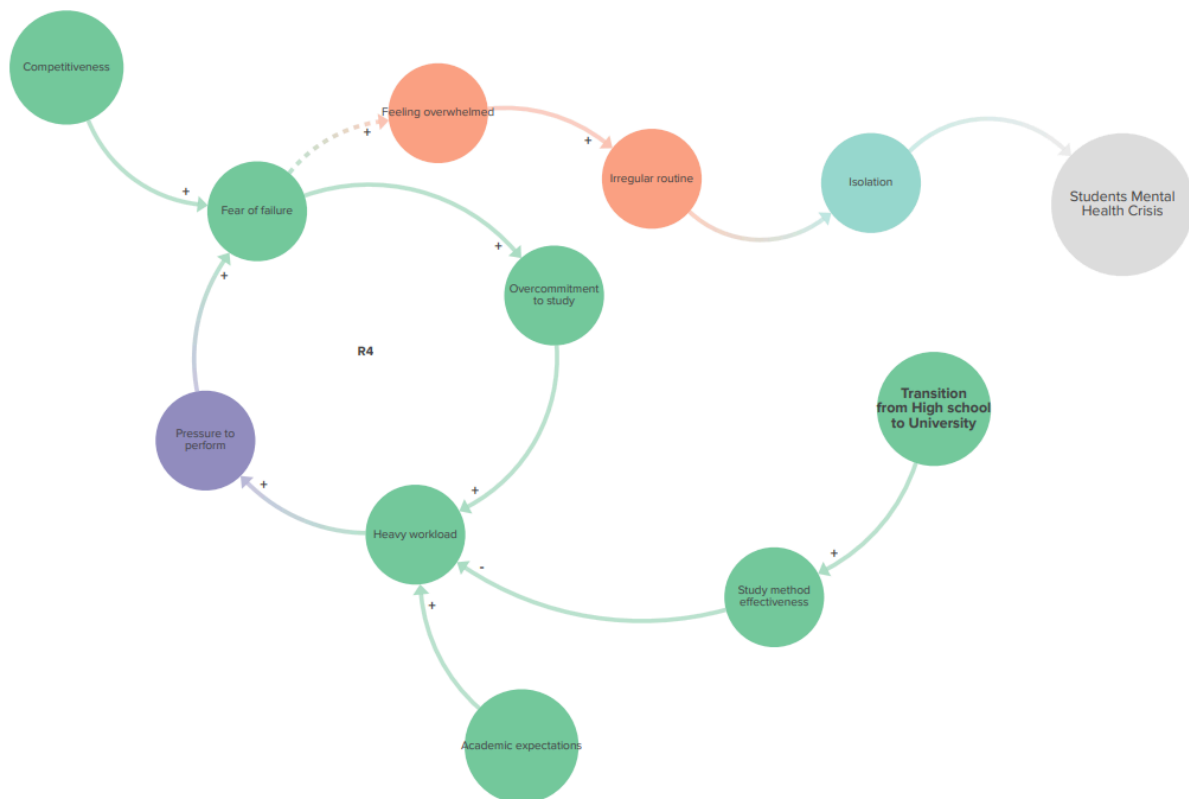 Competitiveness
+
Feeling overwhelmed
+
+
Irregular routine
Isolation
Students Mental
Health Crisis
Fear of failure
+
+
Overcommitment
to study
R4
Transition
from High school
to University
Pressure to
perform
+
+
Heavy workload
-
+
Study method
effectiveness
+
Academic expectations